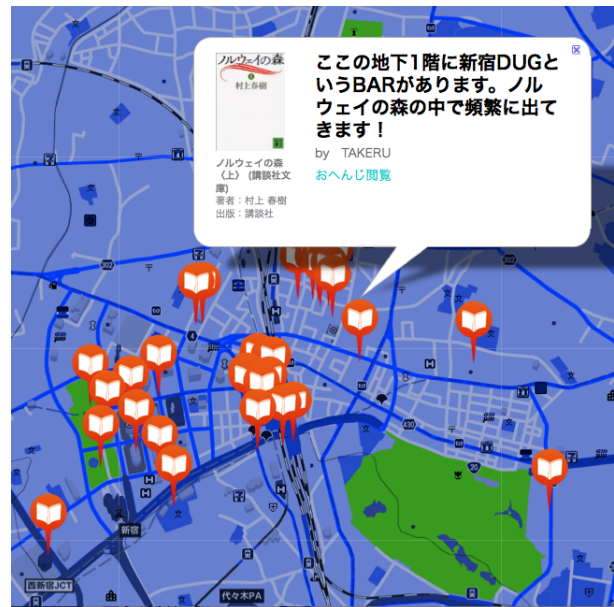 ノルウェイの森
上
村上春樹
ノルウェイの森
〈上〉 (講談社文
庫)
著者：村上 春樹
出版：講談社
ここの地下1階に新宿DUGと
いうBARがあります。ノル
ウェイの森の中で頻繁に出て
きます！
by TAKERU
おへんじ閲覧
302
302
4
430
20
新宿
西新宿JCT
代々木PA